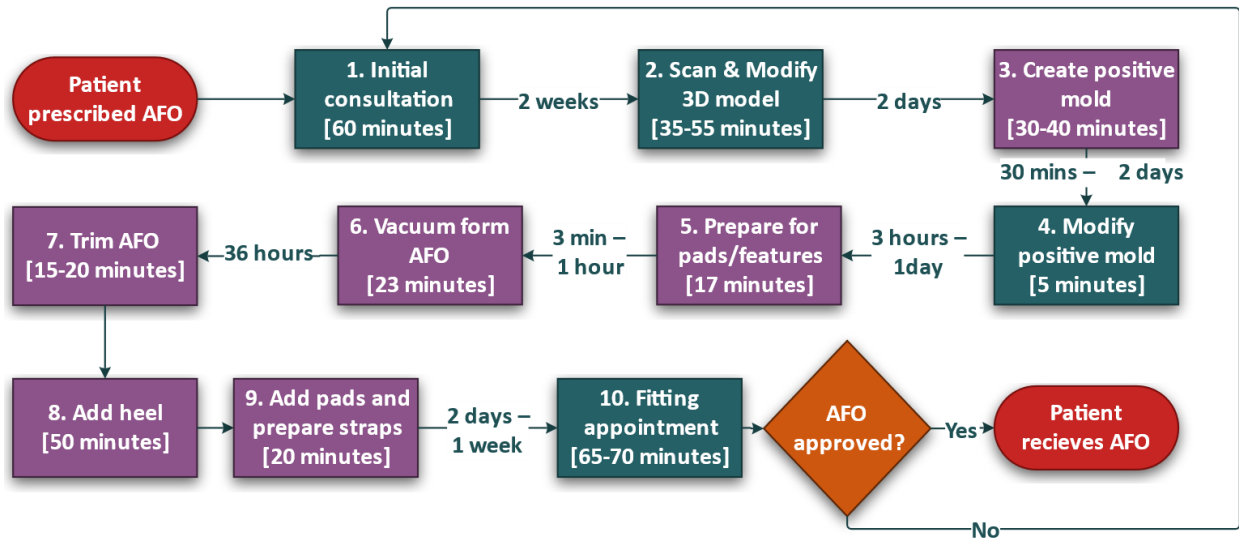 Patient
prescribed AFO
1. Initial
consultation
[60 minutes]
2 weeks
2. Scan & Modify
3D model
[35-55 minutes]
2 days
3. Create positive
mold
[30-40 minutes]
30 mins – 2 days
4. Modify
positive mold
[5 minutes]
3 hours –
1day
5. Prepare for
pads/features
[17 minutes]
3 min –
1 hour
6. Vacuum form
AFO
[23 minutes]
36 hours
7. Trim AFO
[15-20 minutes]
8. Add heel
[50 minutes]
9. Add pads and
prepare straps
[20 minutes]
2 days –
1 week
10. Fitting
appointment
[65-70 minutes]
AFO
approved?
Yes
Patient
recieves AFO
No